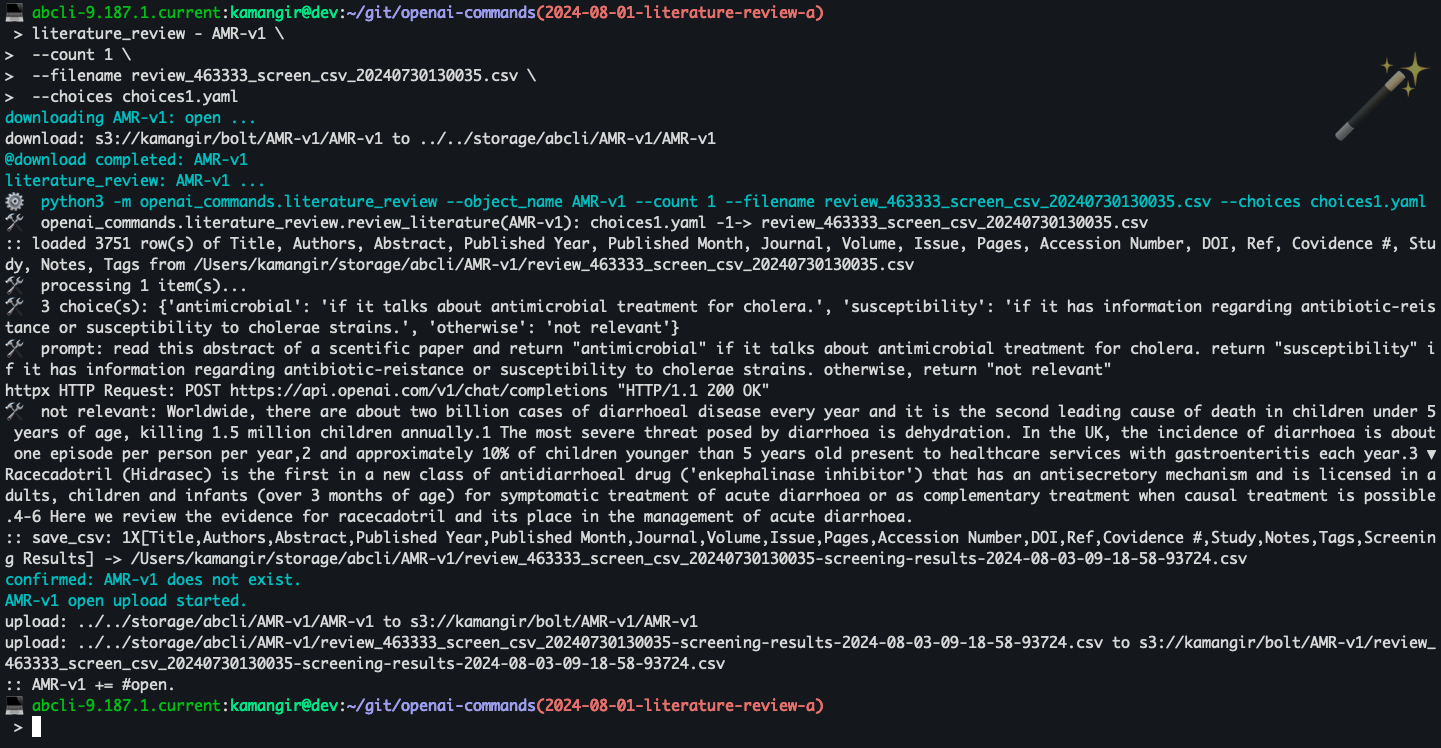 abcli-9.187.1.current:kamangir@dev:~/git/openai-commands(2024-08-01-literature-review-a)
> literature_review - AMR-v1 \
>  --count 1 \
>  --filename review_463333_screen_csv_20240730130035.csv \
>  --choices choices1.yaml
downloading AMR-v1: open ...
download: s3://kamangir/bolt/AMR-v1/AMR-v1 to ../../storage/abcli/AMR-v1/AMR-v1
@download completed: AMR-v1
literature_review: AMR-v1 ...
python3 -m openai_commands.literature_review --object_name AMR-v1 --count 1 --filename review_463333_screen_csv_20240730130035.csv --choices choices1.yaml
openai_commands.literature_review.review_literature(AMR-v1): choices1.yaml -1-> review_463333_screen_csv_20240730130035.csv
:: loaded 3751 row(s) of Title, Authors, Abstract, Published Year, Published Month, Journal, Volume, Issue, Pages, Accession Number, DOI, Ref, Covidence #, Stu
dy, Notes, Tags from /Users/kamangir/storage/abcli/AMR-v1/review_463333_screen_csv_20240730130035.csv
processing 1 item(s)...
3 choice(s): {'antimicrobial': 'if it talks about antimicrobial treatment for cholera.', 'susceptibility': 'if it has information regarding antibiotic-reis
tance or susceptibility to cholerae strains.', 'otherwise': 'not relevant'}
prompt: read this abstract of a scentific paper and return "antimicrobial" if it talks about antimicrobial treatment for cholera. return "susceptibility" i
f it has information regarding antibiotic-reistance or susceptibility to cholerae strains. otherwise, return "not relevant"
httpx HTTP Request: POST https://api.openai.com/v1/chat/completions "HTTP/1.1 200 OK"
not relevant: Worldwide, there are about two billion cases of diarrhoeal disease every year and it is the second leading cause of death in children under 5
years of age, killing 1.5 million children annually.1 The most severe threat posed by diarrhoea is dehydration. In the UK, the incidence of diarrhoea is about
one episode per person per year,2 and approximately 10% of children younger than 5 years old present to healthcare services with gastroenteritis each year.3 ▼
Racecadotril (Hidrasec) is the first in a new class of antidiarrhoeal drug ('enkephalinase inhibitor') that has an antisecretory mechanism and is licensed in a
dults, children and infants (over 3 months of age) for symptomatic treatment of acute diarrhoea or as complementary treatment when causal treatment is possible
.4-6 Here we review the evidence for racecadotril and its place in the management of acute diarrhoea.
:: save_csv: 1X[Title,Authors,Abstract,Published Year,Published Month,Journal,Volume,Issue,Pages,Accession Number,DOI,Ref,Covidence #,Study,Notes,Tags,Screenin
g Results] -> /Users/kamangir/storage/abcli/AMR-v1/review_463333_screen_csv_20240730130035-screening-results-2024-08-03-09-18-58-93724.csv
confirmed: AMR-v1 does not exist.
AMR-v1 open upload started.
upload: ../../storage/abcli/AMR-v1/AMR-v1 to s3://kamangir/bolt/AMR-v1/AMR-v1
upload: ../../storage/abcli/AMR-v1/review_463333_screen_csv_20240730130035-screening-results-2024-08-03-09-18-58-93724.csv to s3://kamangir/bolt/AMR-v1/review_
463333_screen_csv_20240730130035-screening-results-2024-08-03-09-18-58-93724.csv
:: AMR-v1 += #open.
abcli-9.187.1.current:kamangir@dev:~/git/openai-commands(2024-08-01-literature-review-a)
>